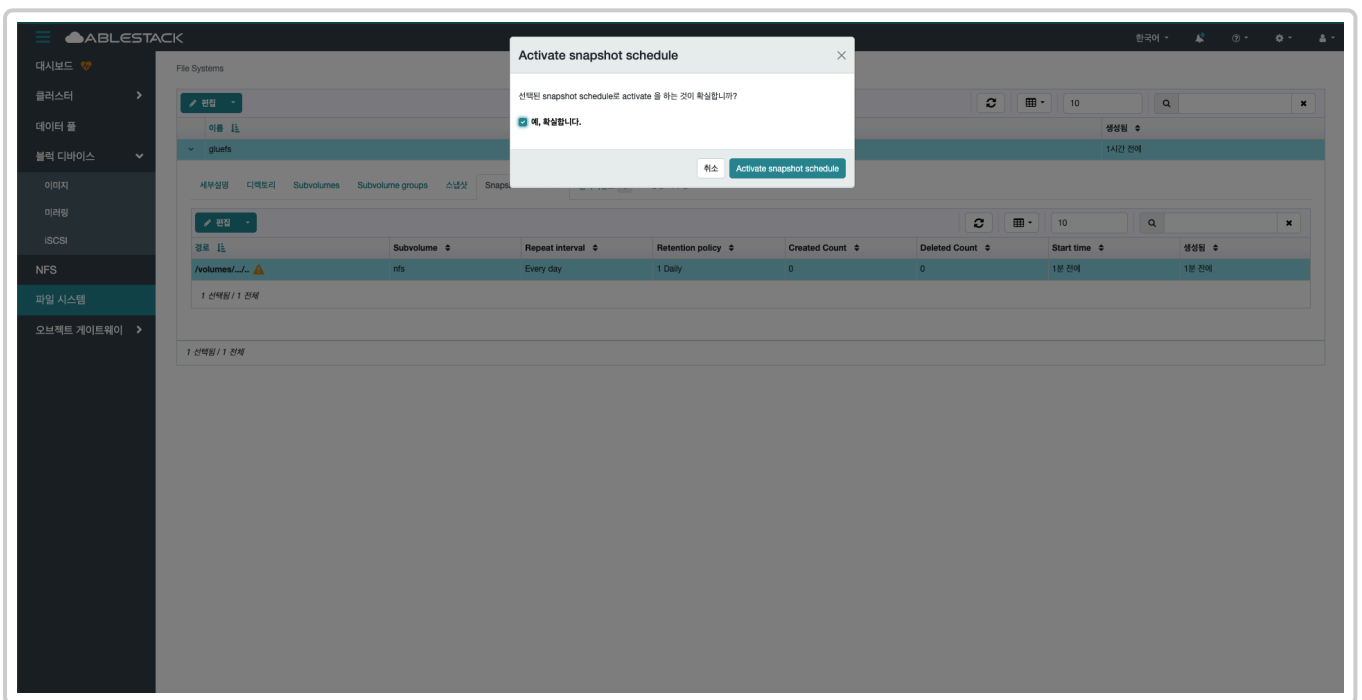 ABLESTACK
한국어
대시보드
클러스터
데이터 풀
블럭 디바이스
이미지
미러링
iSCSI
NFS
파일 시스템
오브젝트 게이트웨이
File Systems
편집
10
이름
생성됨
gluefs
1시간 전에
세부설명 디렉토리 Subvolumes Subvolume groups 스냅샷 Snaps
편집
10
경로 Subvolume Repeat interval Retention policy Created Count Deleted Count Start time 생성됨
/volumes/.../.. nfs Every day 1 Daily 0 0 1분 전에 1분 전에
1 선택됨 / 1 전체
1 선택됨 / 1 전체
Activate snapshot schedule
선택된 snapshot schedule로 activate 을 하는 것이 확실합니까?
예, 확실합니다.
취소 Activate snapshot schedule